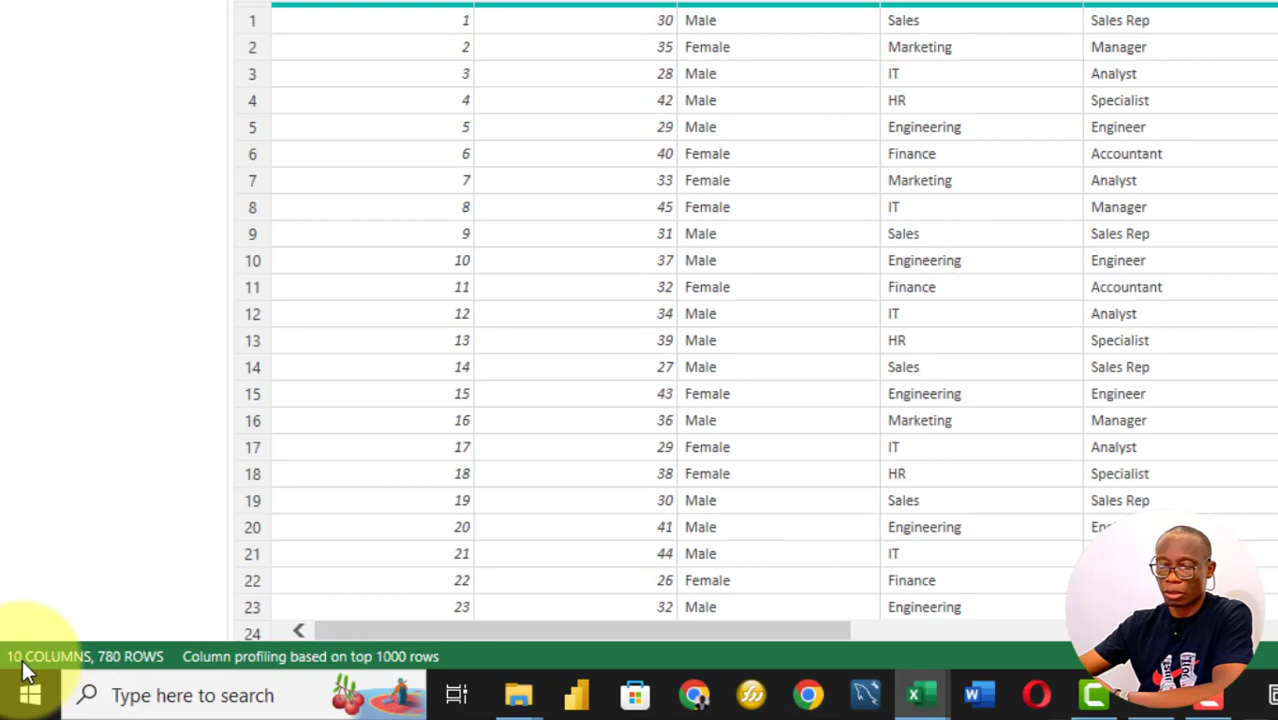 1 1 30 Male Sales Sales Rep
2 2 35 Female Marketing Manager
3 3 28 Male IT Analyst
4 4 42 Male HR Specialist
5 5 29 Male Engineering Engineer
6 6 40 Female Finance Accountant
7 7 33 Female Marketing Analyst
8 8 45 Female IT Manager
9 9 31 Male Sales Sales Rep
10 10 37 Male Engineering Engineer
11 11 32 Female Finance Accountant
12 12 34 Male IT Analyst
13 13 39 Male HR Specialist
14 14 27 Male Sales Sales Rep
15 15 43 Female Engineering Engineer
16 16 36 Male Marketing Manager
17 17 29 Female IT Analyst
18 18 38 Female HR Specialist
19 19 30 Male Sales Sales Rep
20 20 41 Male Engineering
21 21 44 Male IT
22 22 26 Female Finance
23 23 32 Male Engineering
24
10 COLUMNS, 780 ROWS Column profiling based on top 1000 rows
Type here to search